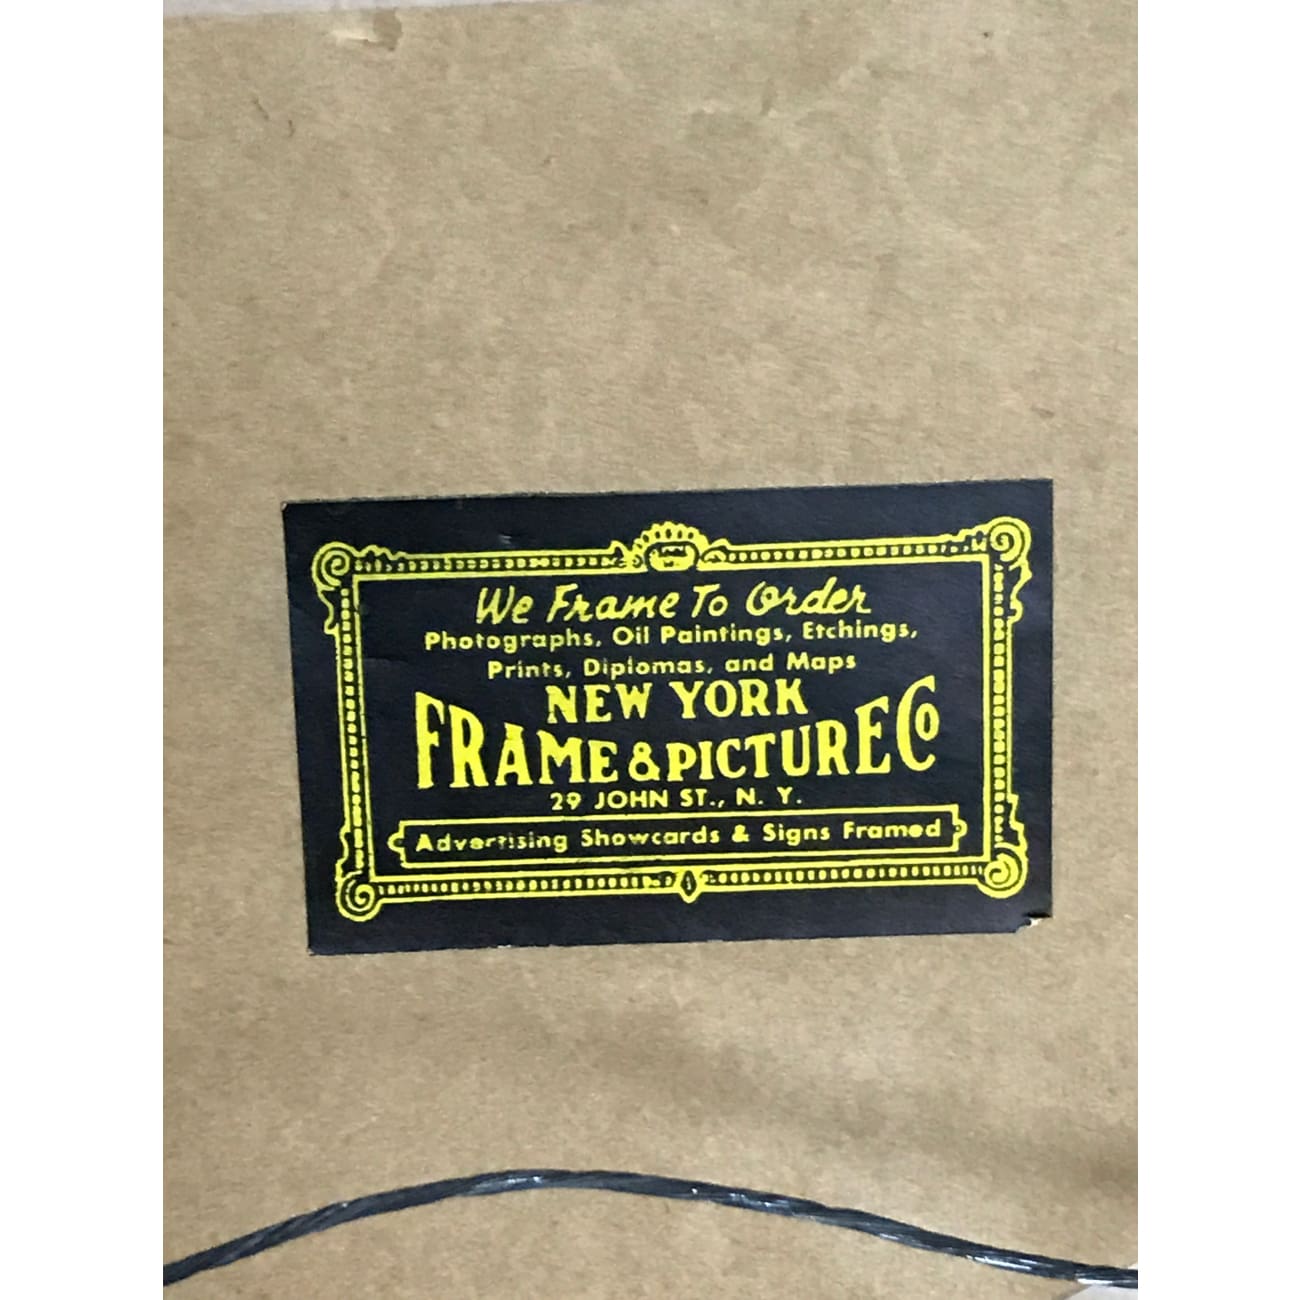 We Frame To Order
Photographs, Oil Paintings, Etchings,
Prints, Diplomas, and Maps
NEW YORK
FRAME & PICTURE Co
29 JOHN ST., N. Y.
Advertising Showcards & Signs Framed